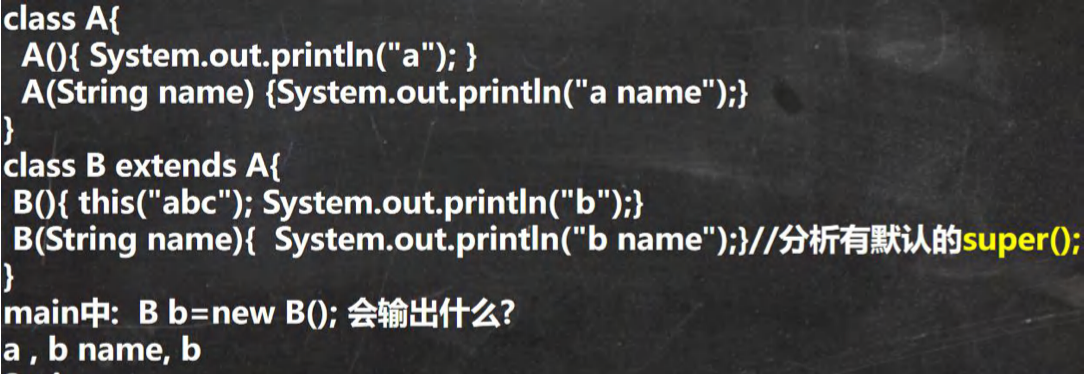 class A{
A(){ System.out.println("a"); }
A(String name) {System.out.println("a name");}
}
class B extends A{
B(){ this("abc"); System.out.println("b");}
B(String name){ System.out.println("b name");}//分析有默认的super();
}
main中: B b=new B(); 会输出什么?
a , b name, b